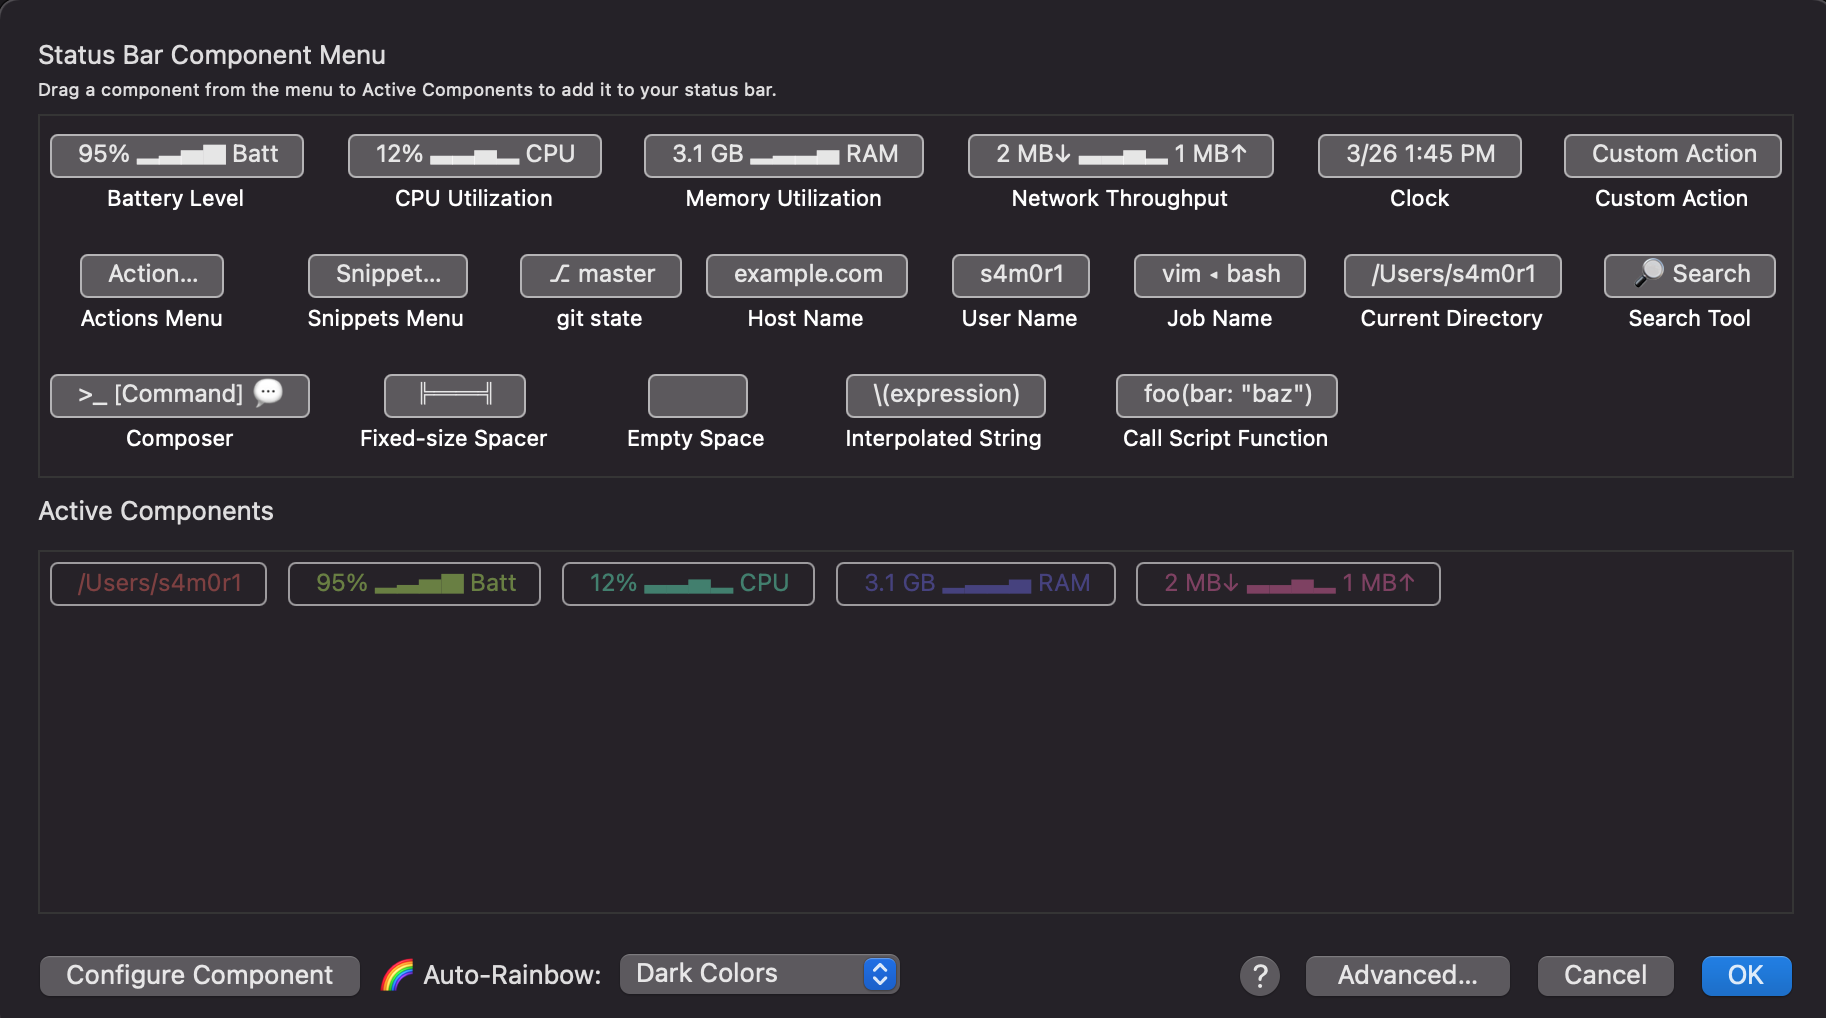 Status Bar Component Menu
Drag a component from the menu to Active Components to add it to your status bar.
95% ▂▃▅▇ Batt
12% ▂▂▅▂ CPU
3.1 GB ▂▃▃▅ RAM
2 MB↓ ▃▃▅▂ 1 MB↑
3/26 1:45 PM
Custom Action
Battery Level
CPU Utilization
Memory Utilization
Network Throughput
Clock
Custom Action
Action...
Snippet...
⎇ master
example.com
s4m0r1
vim ◂ bash
/Users/s4m0r1
🔎 Search
Actions Menu
Snippets Menu
git state
Host Name
User Name
Job Name
Current Directory
Search Tool
>_ [Command] 💬
╠════╣
\(expression)
foo(bar: "baz")
Composer
Fixed-size Spacer
Empty Space
Interpolated String
Call Script Function
Active Components
/Users/s4m0r1
95% ▂▃▅▇ Batt
12% ▃▃▅▂ CPU
3.1 GB ▂▃▃▅ RAM
2 MB↓ ▃▃▅▂ 1 MB↑
Configure Component
🌈 Auto-Rainbow:
Dark Colors
?
Advanced...
Cancel
OK